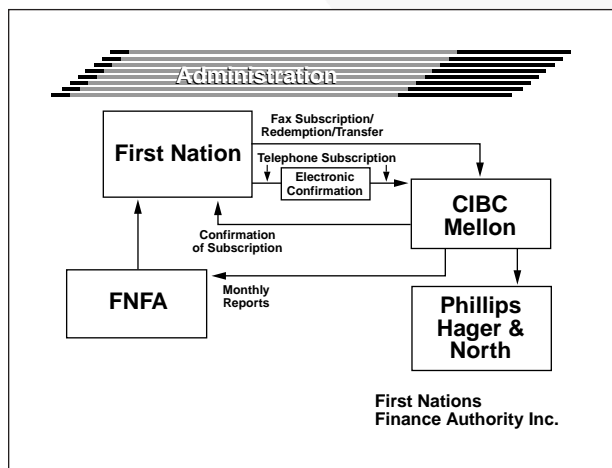 Administration
Fax Subscription/
Redemption/Transfer
First Nation
Telephone Subscription
Electronic
Confirmation
CIBC
Mellon
Confirmation
of Subscription
FNFA
Monthly
Reports
Phillips
Hager &
North
First Nations
Finance Authority Inc.